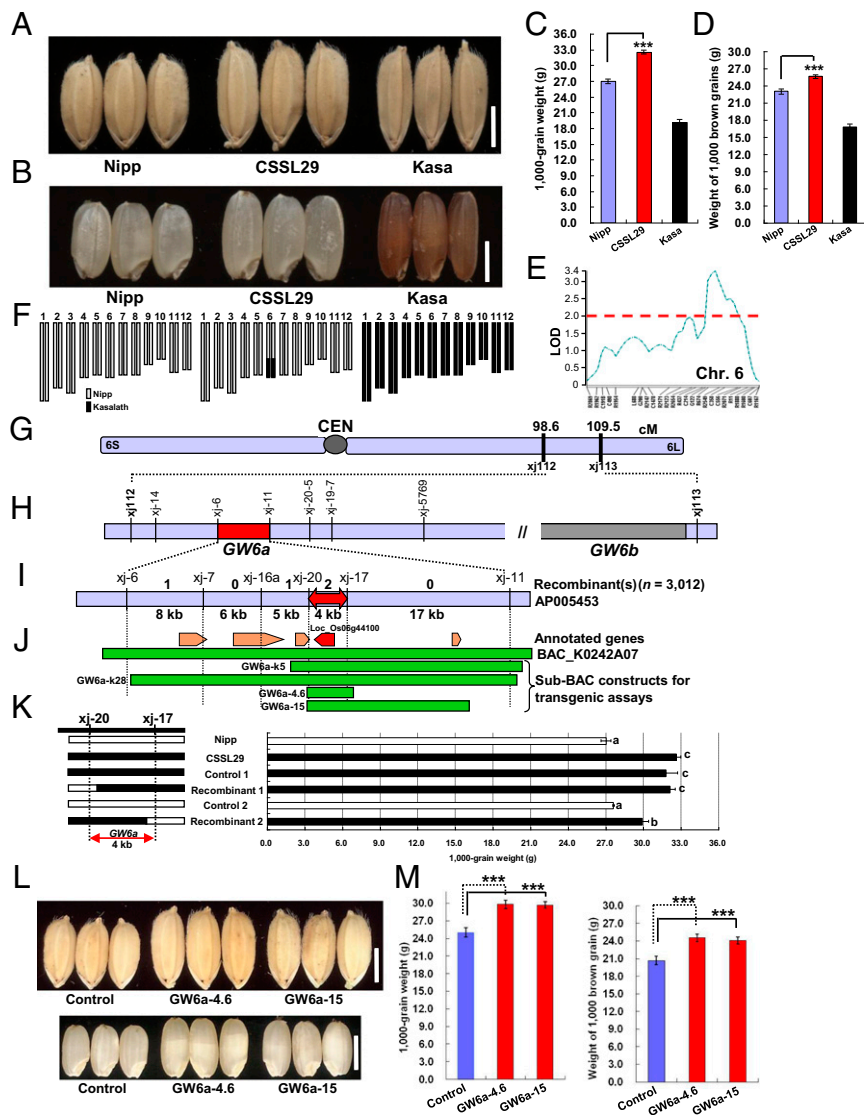 A
Nipp CSSL29 Kasa
B
Nipp CSSL29 Kasa
C
1,000-grain weight (g)
33.0
30.0
27.0
24.0
21.0
18.0
15.0
12.0
9.0
6.0
3.0
0.0
***
Nipp CSSL29 Kasa
D
Weight of 1,000 brown grains (g)
30.0
27.0
24.0
21.0
18.0
15.0
12.0
9.0
6.0
3.0
0.0
***
Nipp CSSL29 Kasa
E
LOD
3.4
3.0
2.5
2.0
1.5
1.0
0.5
0
Chr. 6
F
1 2 3 4 5 6 7 8 9 10 11 12
1 2 3 4 5 6 7 8 9 10 11 12
1 2 3 4 5 6 7 8 9 10 11 12
Nipp
Kasalath
G
CEN 98.6 109.5 cM
6S 6L
xj112 xj113
H
xj112 xj-14 xj-6 xj-11 xj-20-5 xj-19-7 xj-5769 xj113
GW6a // GW6b
I
xj-6 xj-7 xj-16a xj-20 xj-17 xj-11
1 0 1 2 0 Recombinant(s) (n = 3,012)
8 kb 6 kb 5 kb 4 kb 17 kb AP005453
J
Loc_Os06g44100 Annotated genes
BAC_K0242A07
GW6a-k5
GW6a-k28
GW6a-4.6
GW6a-15
Sub-BAC constructs for
transgenic assays
K
xj-20 xj-17
Nipp a
CSSL29 c
Control 1 c
Recombinant 1 c
Control 2 a
Recombinant 2 b
GW6a
4 kb
0.0 3.0 6.0 9.0 12.0 15.0 18.0 21.0 24.0 27.0 30.0 33.0 36.0
1,000-grain weight (g)
L
Control GW6a-4.6 GW6a-15
Control GW6a-4.6 GW6a-15
M
1,000-grain weight (g)
30.0
27.0
24.0
21.0
18.0
15.0
12.0
9.0
6.0
3.0
0.0
***
***
Control GW6a-4.6 GW6a-15
Weight of 1,000 brown grain (g)
30.0
27.0
24.0
21.0
18.0
15.0
12.0
9.0
6.0
3.0
0.0
***
***
Control GW6a-4.6 GW6a-15